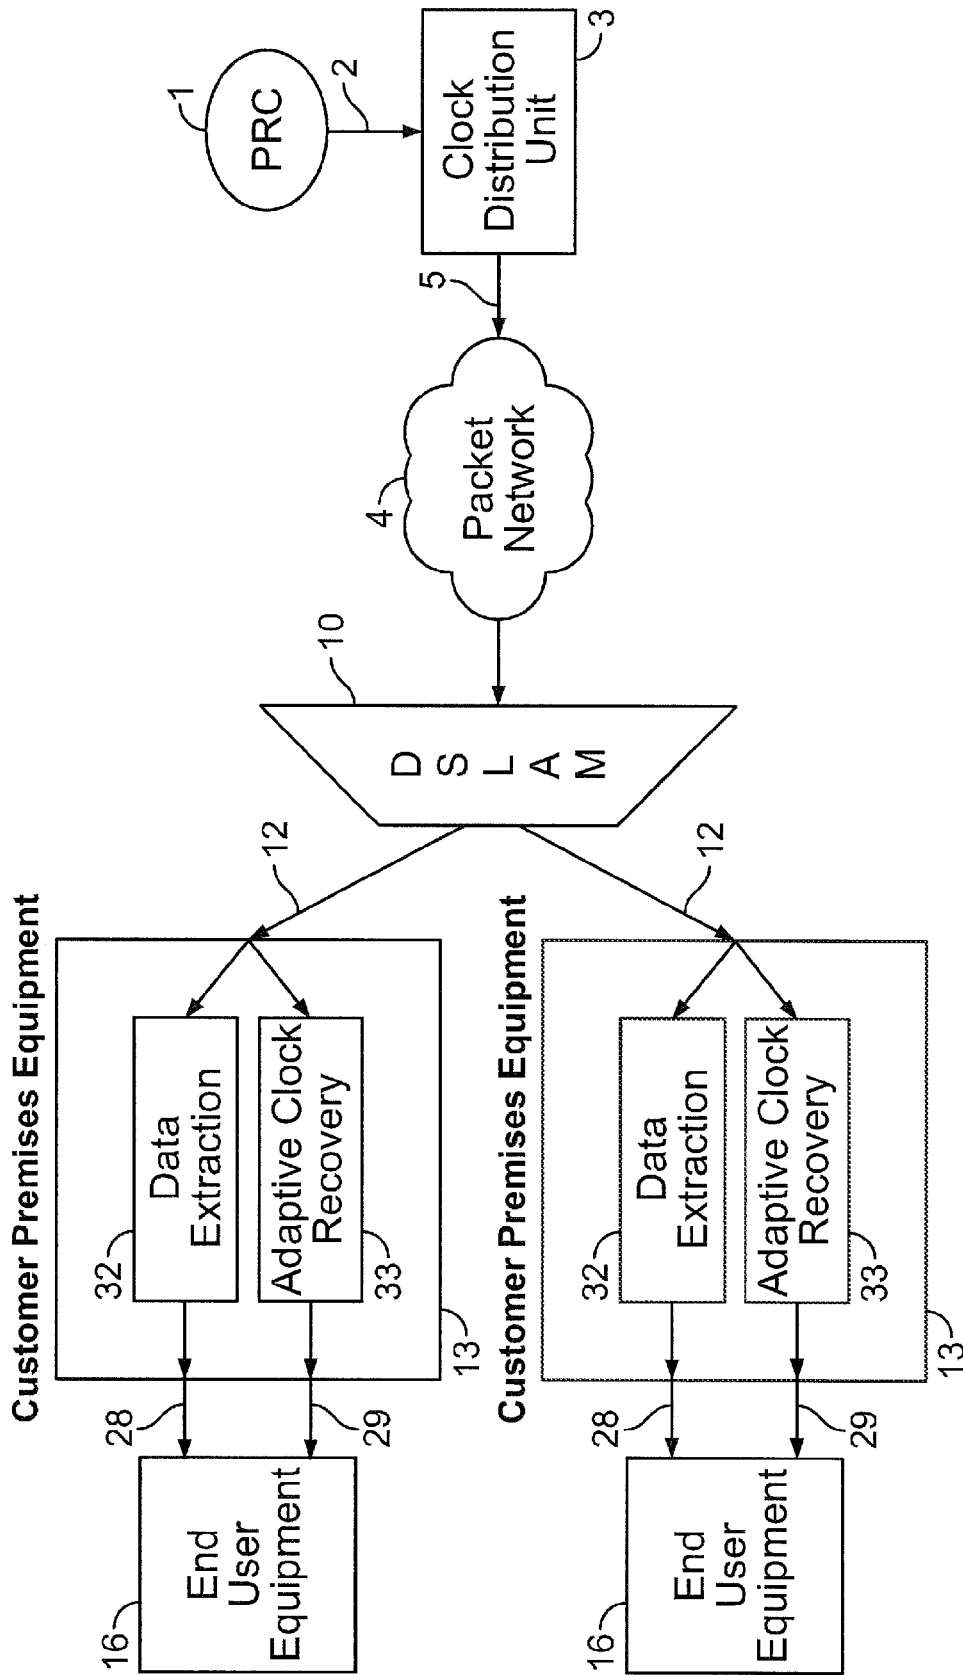 1
PRC
2
Clock
Distribution
Unit
3
5
4
Packet
Network
10
D
S
L
A
M
12
12
Customer Premises Equipment
Data
Extraction
32
Adaptive Clock
Recovery
33
13
28
29
End
User
Equipment
16
Customer Premises Equipment
Data
Extraction
32
Adaptive Clock
Recovery
33
13
28
29
End
User
Equipment
16